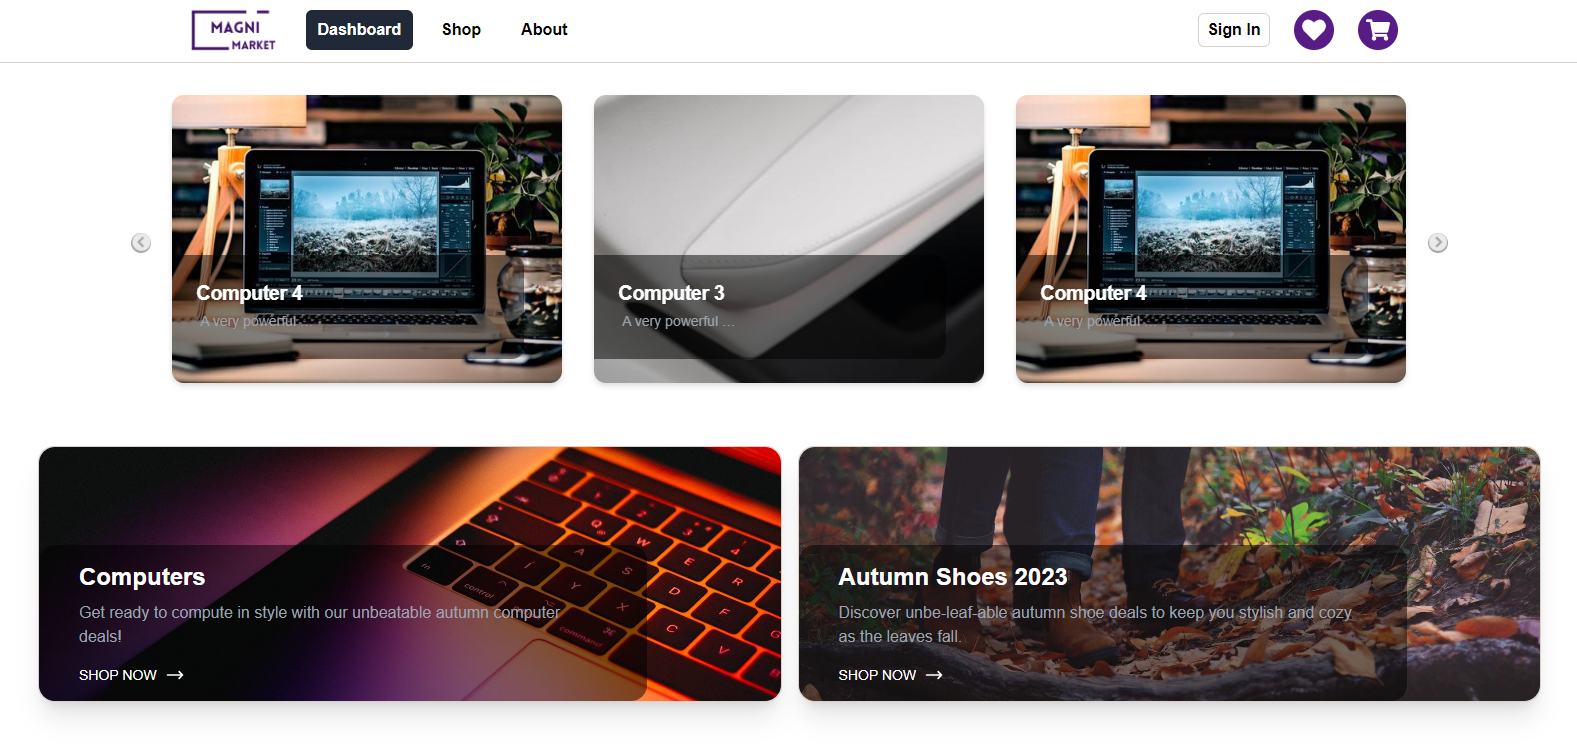 MAGNI
MARKET
Dashboard
Shop
About
Sign In
Computer 4
A very powerful ...
Computer 3
A very powerful ...
Computer 4
A very powerful ...
Computers
Get ready to compute in style with our unbeatable autumn computer
deals!
SHOP NOW
Autumn Shoes 2023
Discover unbe-leaf-able autumn shoe deals to keep you stylish and cozy
as the leaves fall.
SHOP NOW